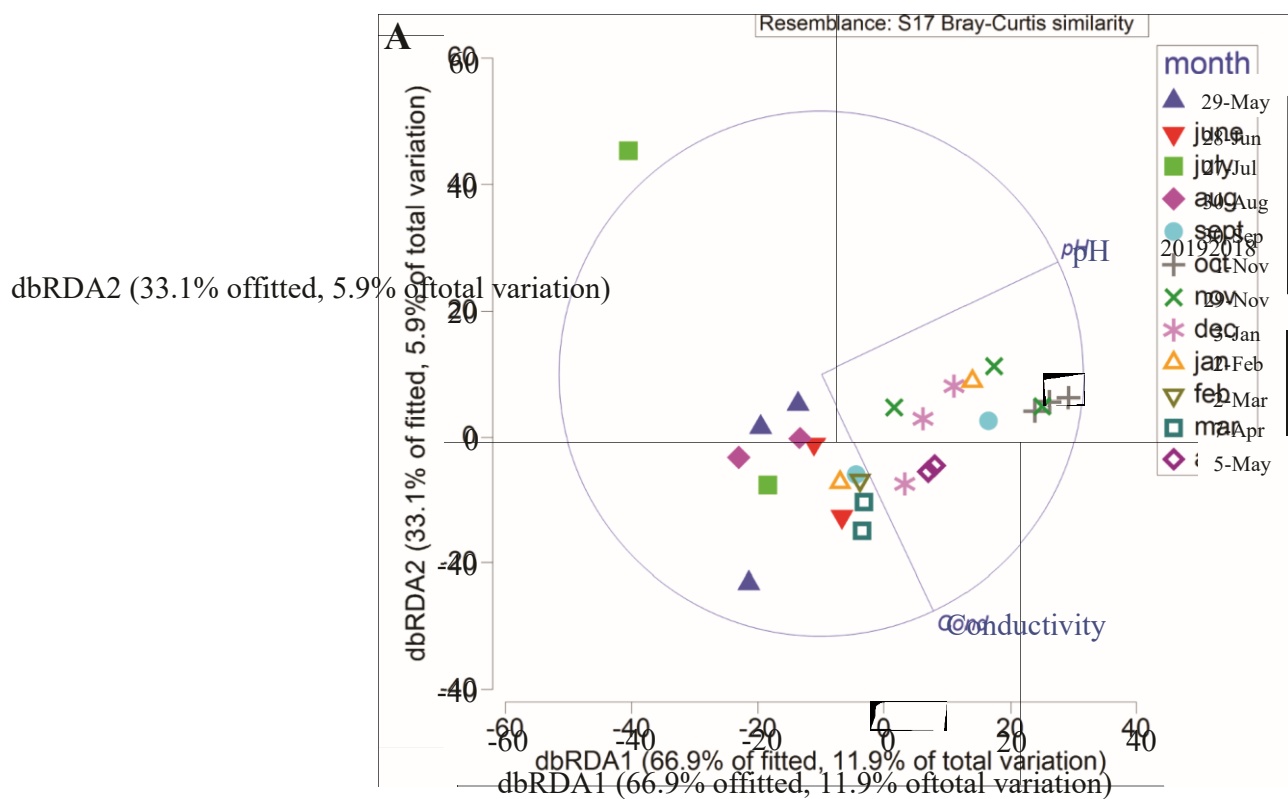 A
Resemblance: S17 Bray-Curtis similarity
month
29-May
june 28-Jun
july 27-Jul
aug 30-Aug
sept 30-Sep
20192018
oct 1-Nov
nov 29-Nov
dec 3-Jan
jan 2-Feb
feb 2-Mar
mar 7-Apr
5-May
60 60
40 40
20 20
0 0
-20 -20
-40 -40
dbRDA2 (33.1% of fitted, 5.9% of total variation)
dbRDA2 (33.1% offitted, 5.9% oftotal variation)
pH pH
Cond Conductivity
-60 -40 -20 0 20 40
-60 -40 -20 0 20 40
dbRDA1 (66.9% of fitted, 11.9% of total variation)
dbRDA1 (66.9% offitted, 11.9% oftotal variation)